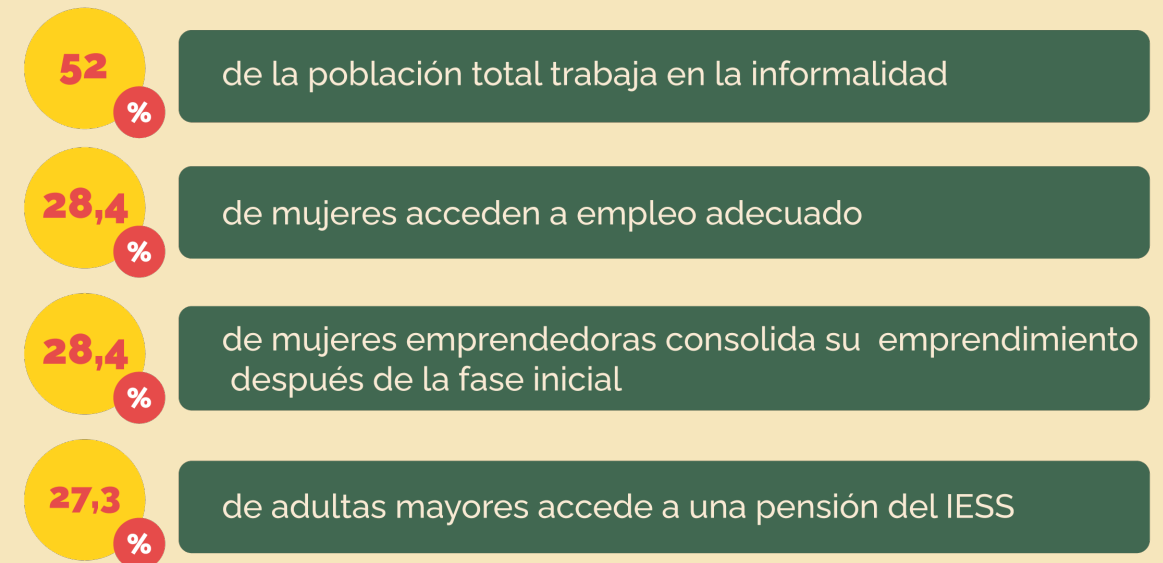 52
%
de la población total trabaja en la informalidad
28,4
%
de mujeres acceden a empleo adecuado
28,4
%
de mujeres emprendedoras consolida su emprendimiento
después de la fase inicial
27,3
%
de adultas mayores accede a una pensión del IESS